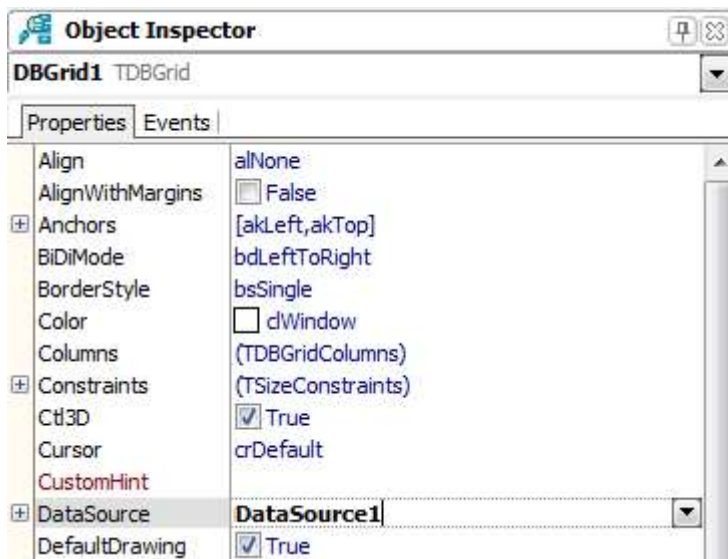 Object Inspector
DBGrid1 TDBGrid
Properties Events
Align alNone
AlignWithMargins False
Anchors [akLeft,akTop]
BiDiMode bdLeftToRight
BorderStyle bsSingle
Color clWindow
Columns (TDBGridColumns)
Constraints (TSizeConstraints)
Ctl3D True
Cursor crDefault
CustomHint
DataSource DataSource1
DefaultDrawing True